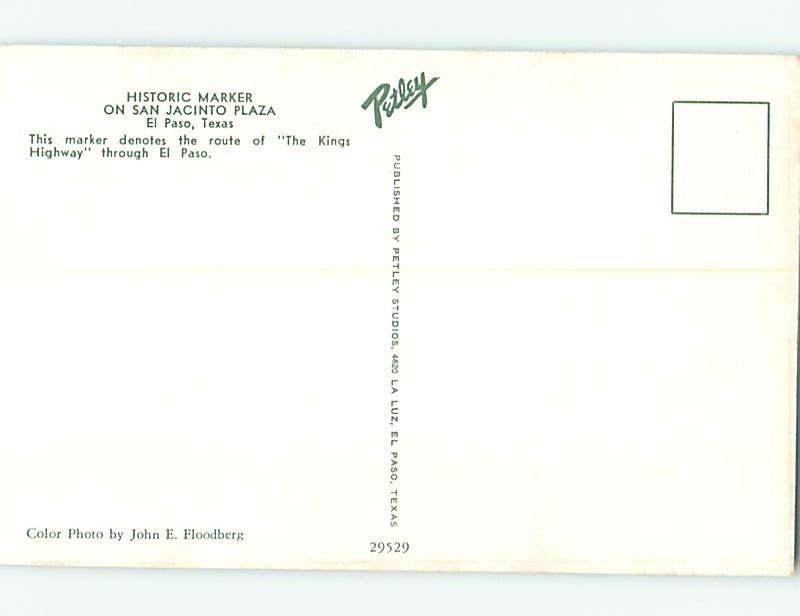 HISTORIC MARKER
ON SAN JACINTO PLAZA
El Paso, Texas
This marker denotes the route of "The Kings
Highway" through El Paso.
Petley
PUBLISHED BY PETLEY STUDIOS, 4620 LA LUZ, EL PASO, TEXAS
Color Photo by John E. Floodberg
29529